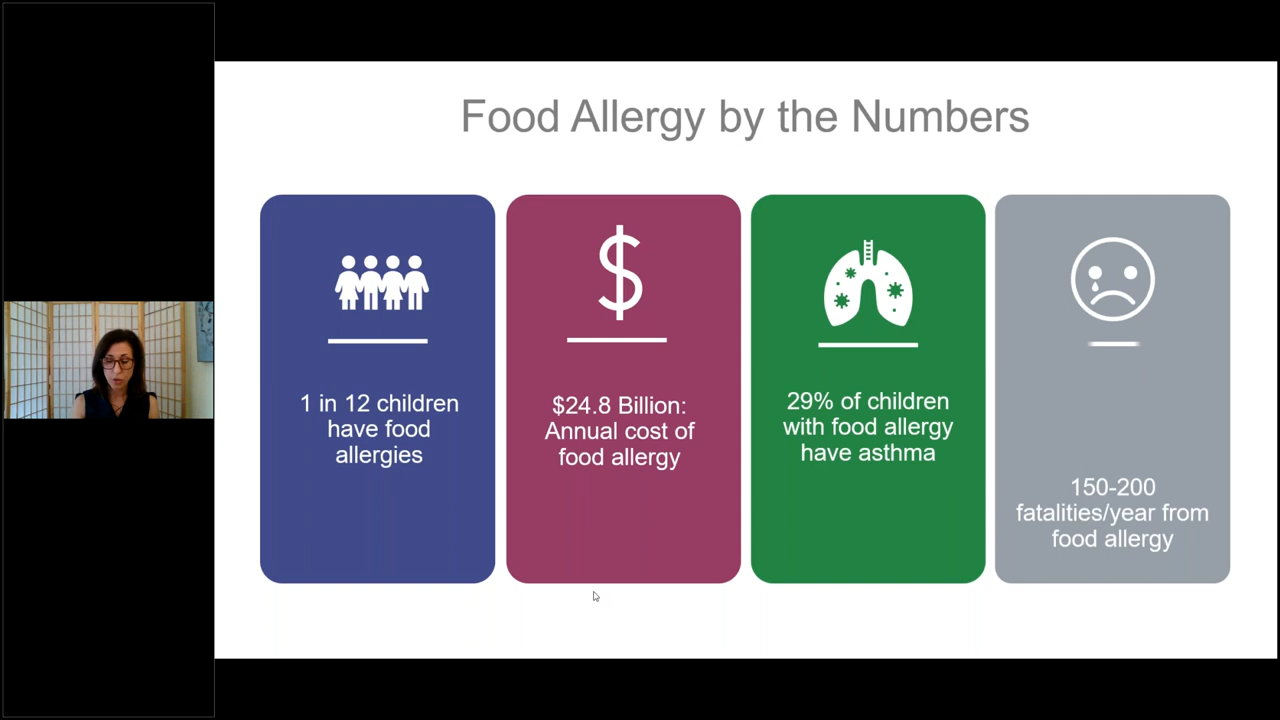 Food Allergy by the Numbers
1 in 12 children
have food
allergies
$24.8 Billion:
Annual cost of
food allergy
29% of children
with food allergy
have asthma
150-200
fatalities/year from
food allergy